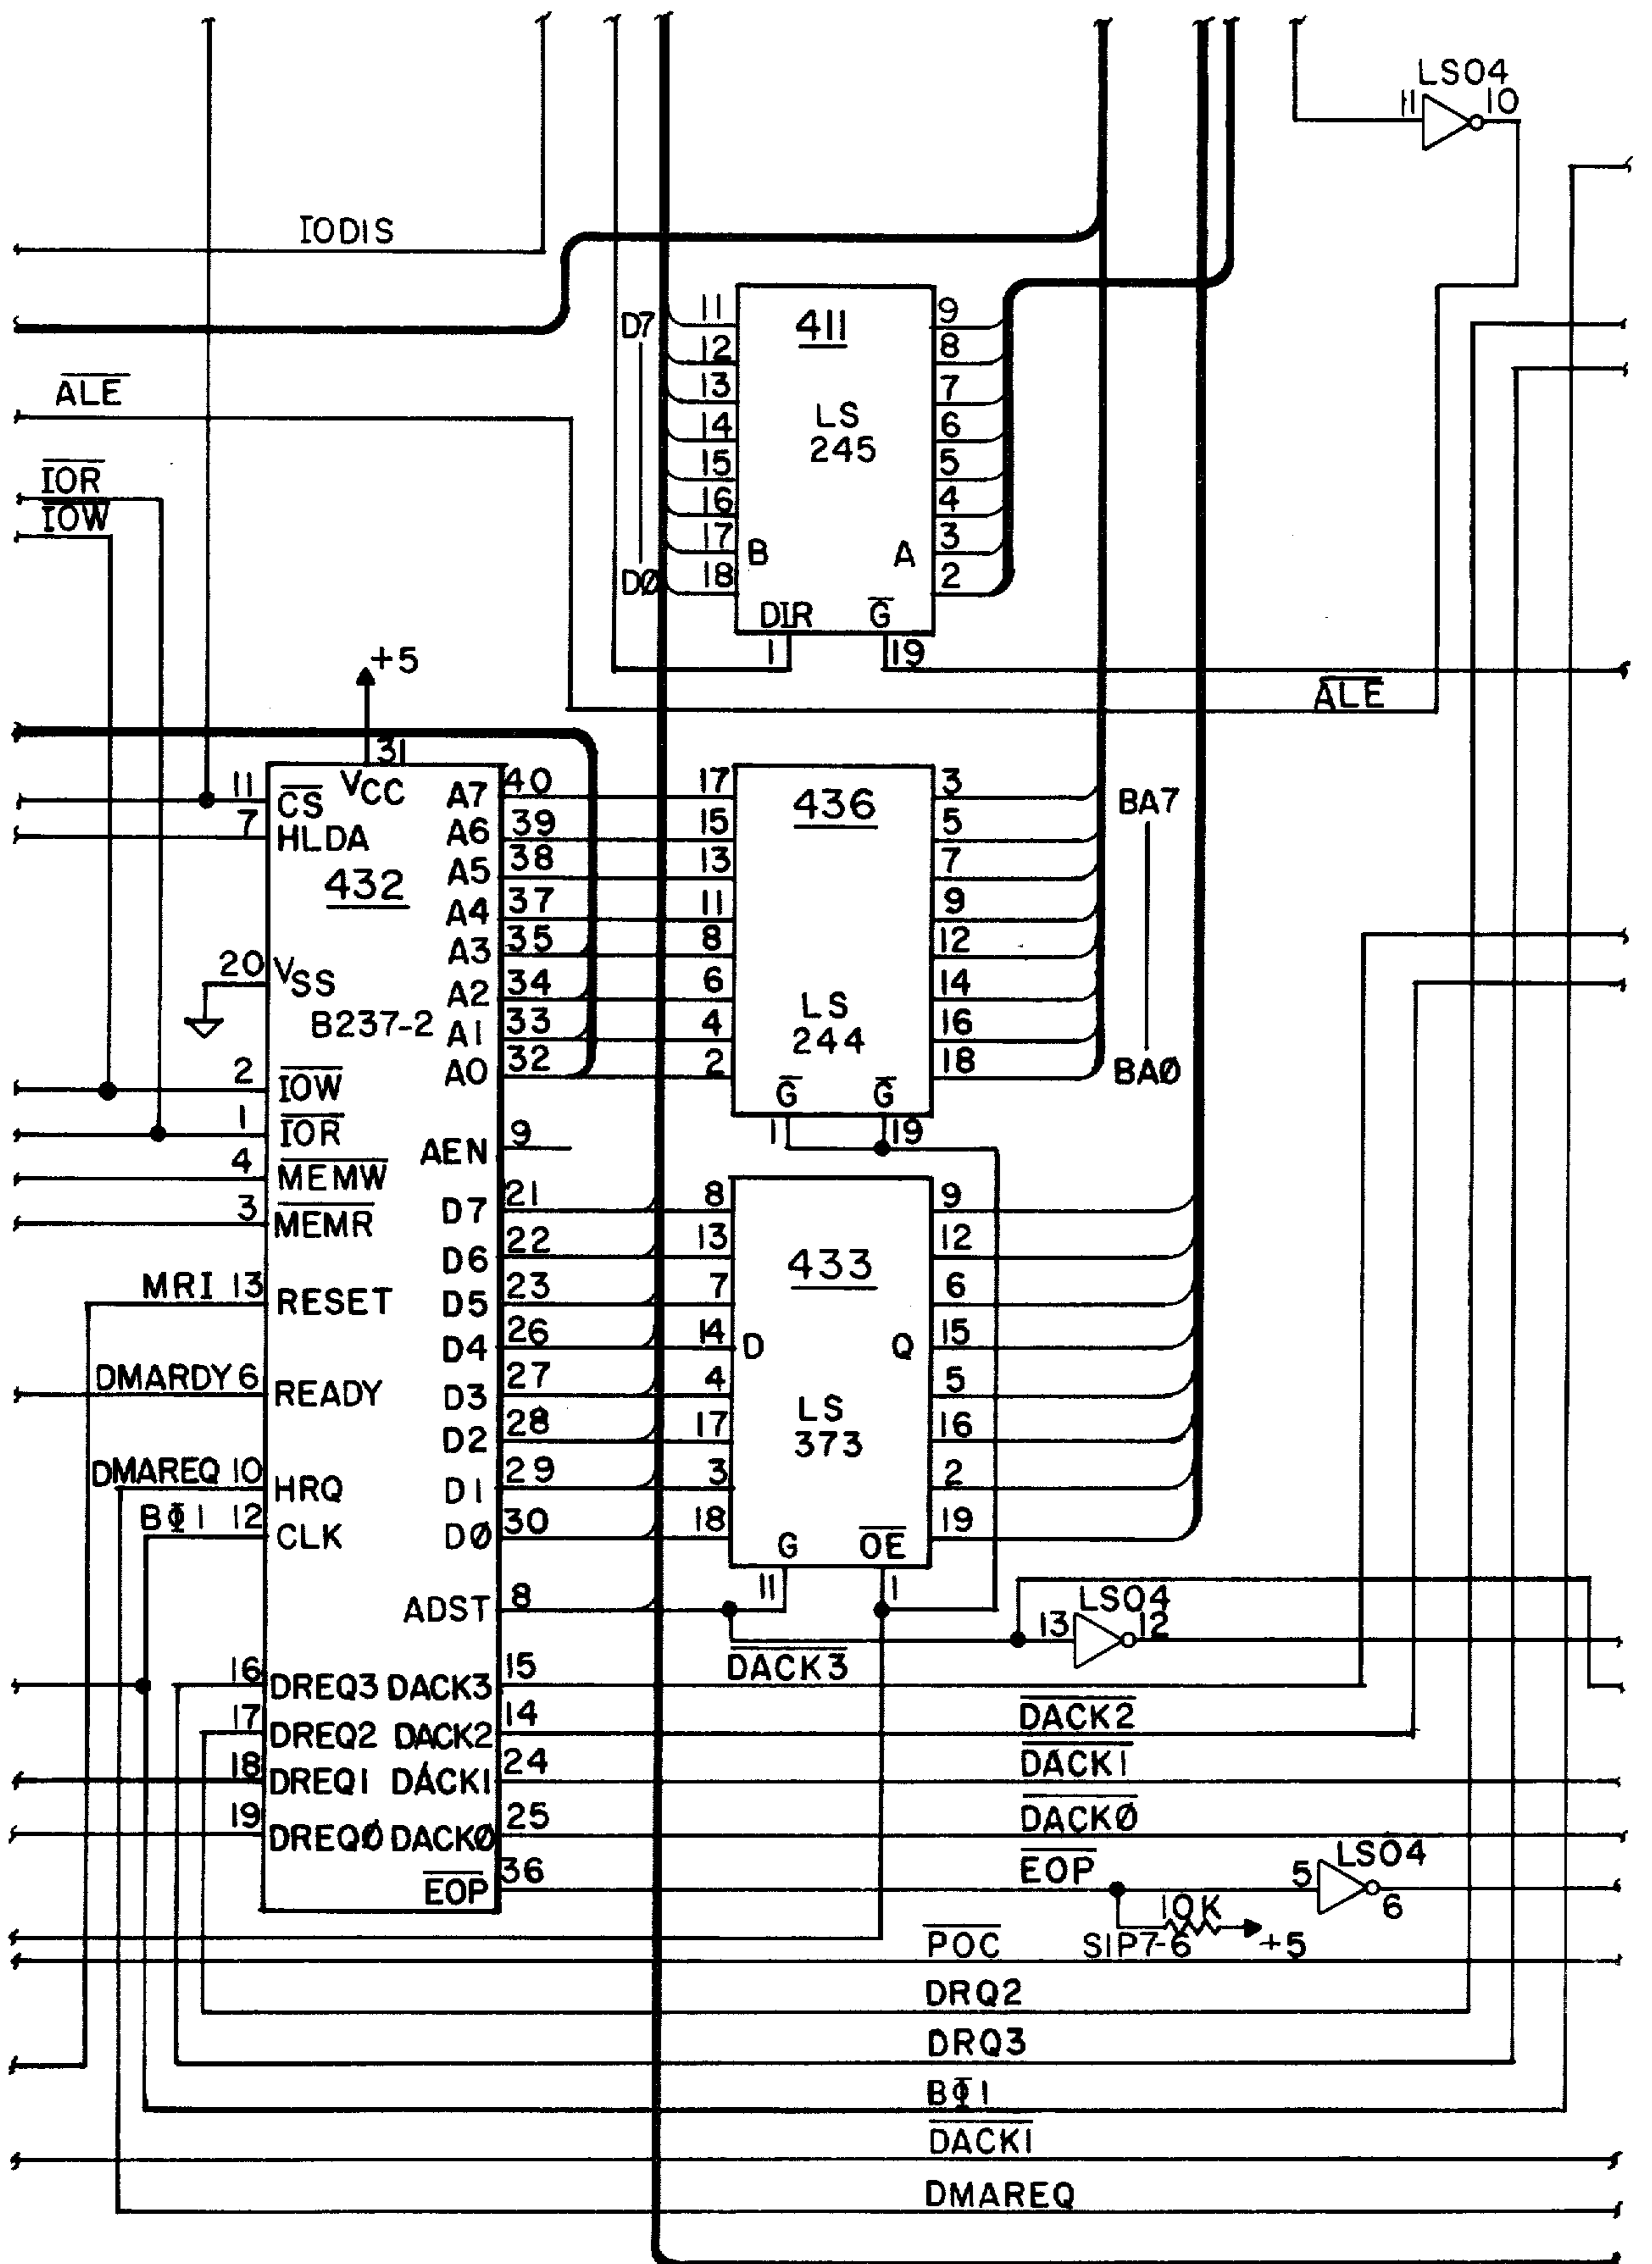 LS04
11 10
IODIS
D7 11 411 9
12 8
13 7
ALE
14 LS 6
15 245 5
IOR
16 4
IOW
17 B A 3
D0 18 2
DIR G
1 19
+5
ALE
31
11 CS VCC A7 40 17 436 3 BA7
7 HLDA A6 39 15 5
432 A5 38 13 7
A4 37 11 9
A3 35 8 12
20 VSS A2 34 6 LS 14
B237-2 A1 33 4 244 16
2 IOW A0 32 2 18 BA0
G G
1 IOR 1 19
AEN 9
4 MEMW
3 MEMR D7 21 8 9
D6 22 13 433 12
MRI 13 RESET D5 23 7 6
D4 26 14 D Q 15
DMARDY 6 READY D3 27 4 LS 5
D2 28 17 373 16
DMAREQ 10 HRQ D1 29 3 2
BΦ1 12 CLK D0 30 18 19
G OE
11 1
ADST 8 LS04
13 12
DACK3
16 DREQ3 DACK3 15
17 DREQ2 DACK2 14 DACK2
18 DREQ1 DACK1 24 DACK1
19 DREQ0 DACK0 25 DACK0
EOP 36 EOP 5 LS04 6
10K
POC SIP7-6 +5
DRQ2
DRQ3
BΦ1
DACK1
DMAREQ